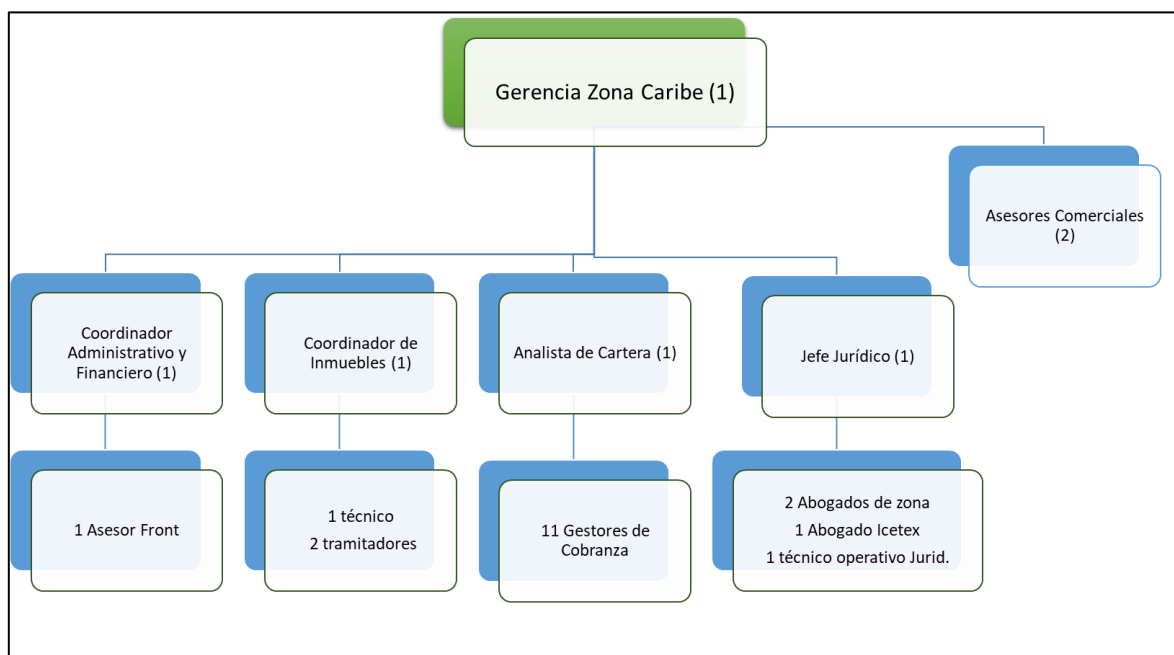 Gerencia Zona Caribe (1)
Asesores Comerciales
(2)
Coordinador
Administrativo y
Financiero (1)
Coordinador de
Inmuebles (1)
Analista de Cartera (1)
Jefe Jurídico (1)
1 Asesor Front
1 técnico
2 tramitadores
11 Gestores de
Cobranza
2 Abogados de zona
1 Abogado Icetex
1 técnico operativo Jurid.